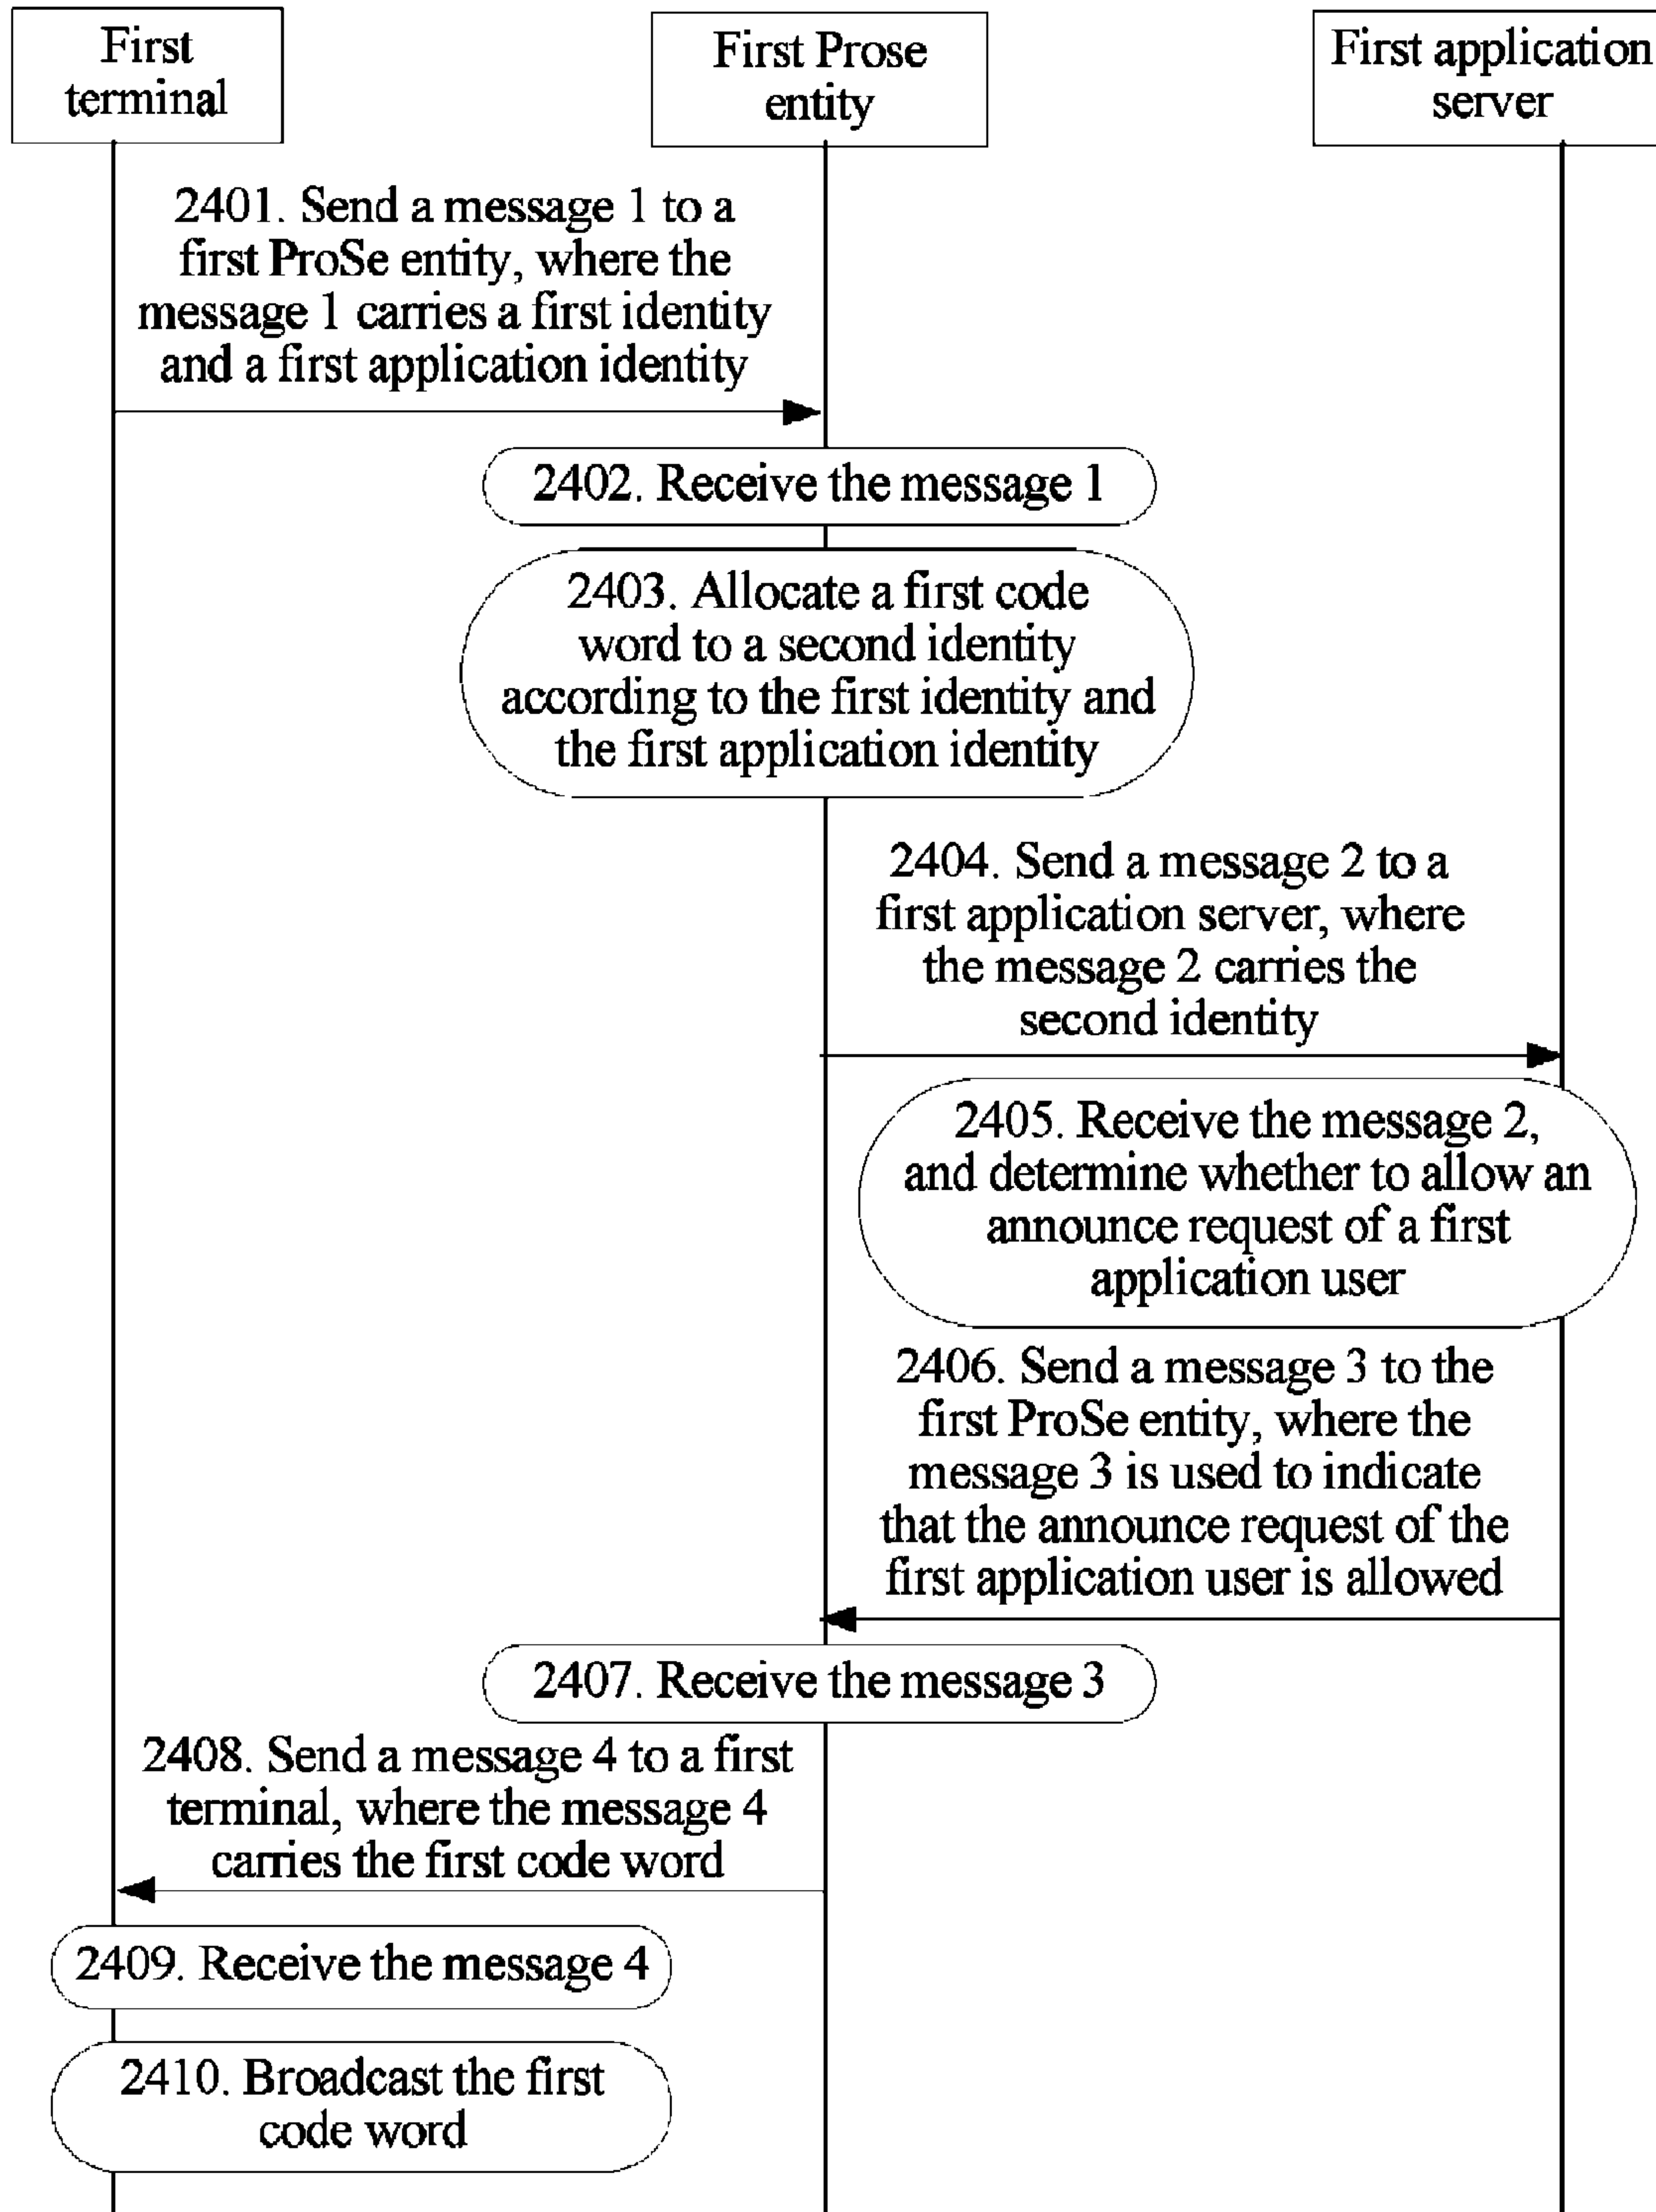 First
terminal
First Prose
entity
First application
server
2401. Send a message 1 to a
first ProSe entity, where the
message 1 carries a first identity
and a first application identity
2402. Receive the message 1
2403. Allocate a first code
word to a second identity
according to the first identity and
the first application identity
2404. Send a message 2 to a
first application server, where
the message 2 carries the
second identity
2405. Receive the message 2,
and determine whether to allow an
announce request of a first
application user
2406. Send a message 3 to the
first ProSe entity, where the
message 3 is used to indicate
that the announce request of the
first application user is allowed
2407. Receive the message 3
2408. Send a message 4 to a first
terminal, where the message 4
carries the first code word
2409. Receive the message 4
2410. Broadcast the first
code word